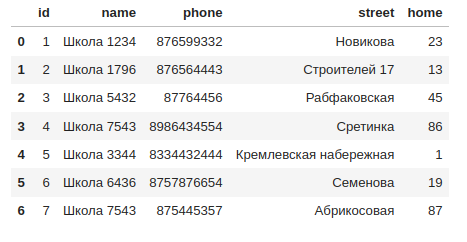 id name phone street home
0 1 Школа 1234 876599332 Новикова 23
1 2 Школа 1796 876564443 Строителей 17 13
2 3 Школа 5432 87764456 Рабфаковская 45
3 4 Школа 7543 8986434554 Сретинка 86
4 5 Школа 3344 8334432444 Кремлевская набережная 1
5 6 Школа 6436 8757876654 Семенова 19
6 7 Школа 7543 875445357 Абрикосовая 87